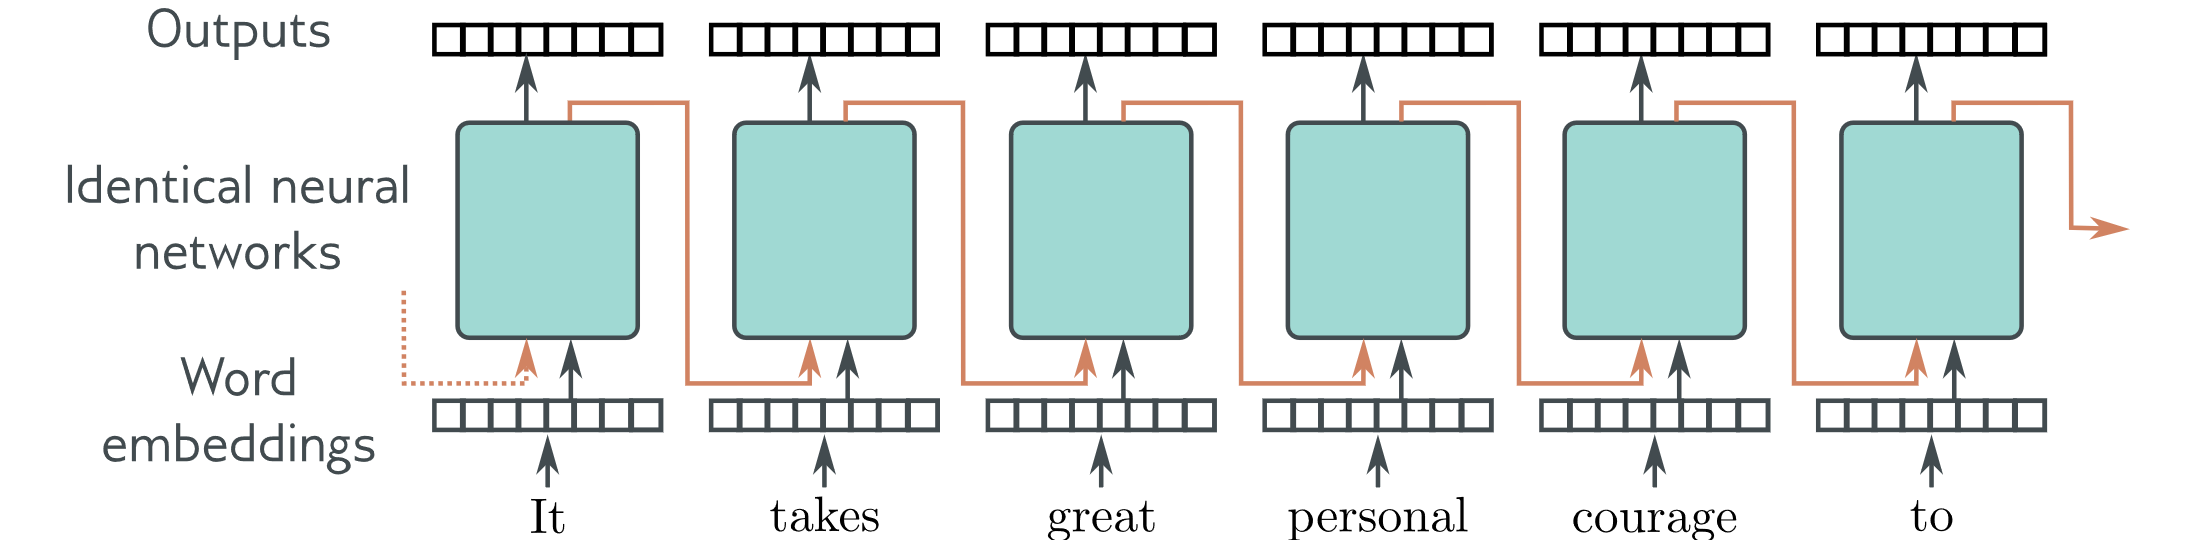 Outputs
Identical neural
networks
Word
embeddings
It takes great personal courage to